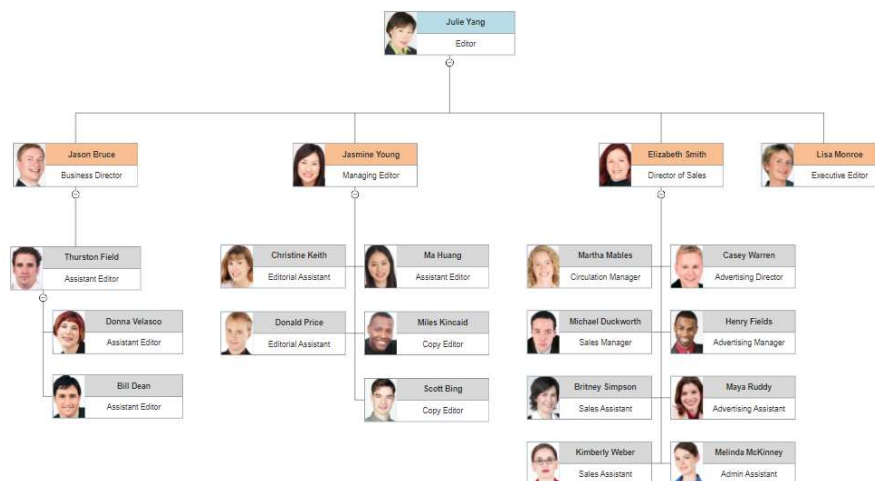 Julie Yang
Editor
Jason Bruce
Business Director
Jasmine Young
Managing Editor
Elizabeth Smith
Director of Sales
Lisa Monroe
Executive Editor
Thurston Field
Assistant Editor
Christine Keith
Editorial Assistant
Ma Huang
Assistant Editor
Martha Mables
Circulation Manager
Casey Warren
Advertising Director
Donna Velasco
Assistant Editor
Donald Price
Editorial Assistant
Miles Kincaid
Copy Editor
Michael Duckworth
Sales Manager
Henry Fields
Advertising Manager
Bill Dean
Assistant Editor
Scott Bing
Copy Editor
Britney Simpson
Sales Assistant
Maya Ruddy
Advertising Assistant
Kimberly Weber
Sales Assistant
Melinda McKinney
Admin Assistant